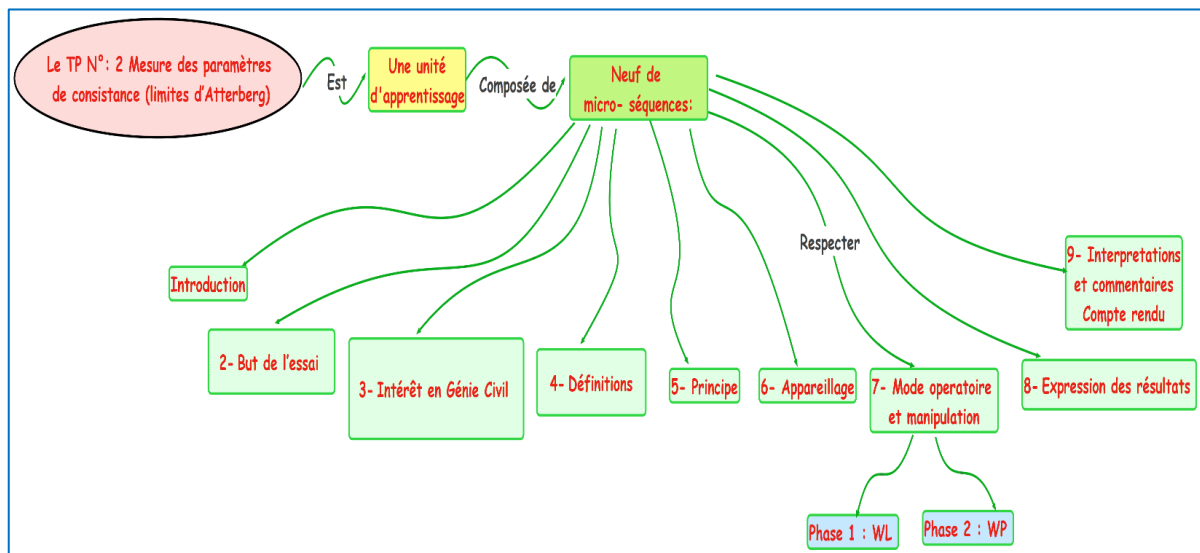 Le TP N°: 2 Mesure des paramètres
de consistance (limites d'Atterberg)
Est
Une unité
d'apprentissage
Composée de
Neuf de
micro- séquences:
Respecter
Introduction
2- But de l'essai
3- Intérêt en Génie Civil
4- Définitions
5- Principe
6- Appareillage
7- Mode operatoire
et manipulation
8- Expression des résultats
9- Interpretations
et commentaires
Compte rendu
Phase 1 : WL
Phase 2 : WP